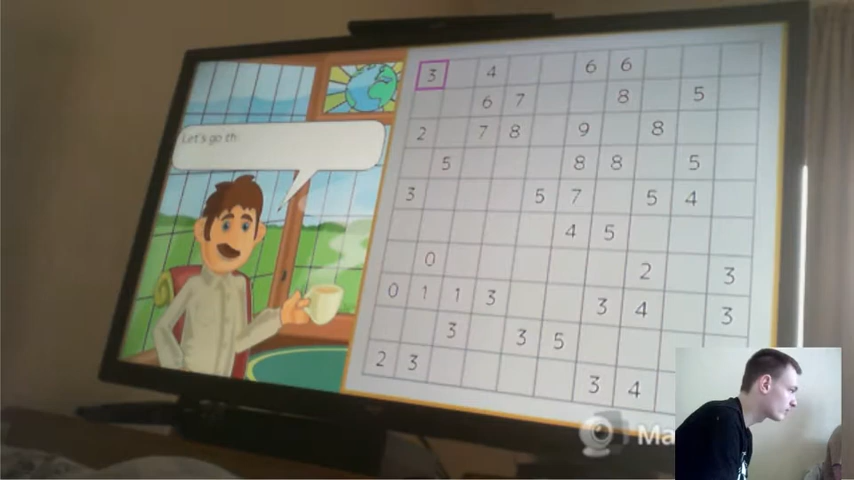 Let's go th
3 4 6 6
6 7 8 5
2 7 8 9 8
5 8 8 5
3 5 7 5 4
4 5
0 2 3
0 1 1 3 3 4 3
3 3 5
2 3 3 4
Ma